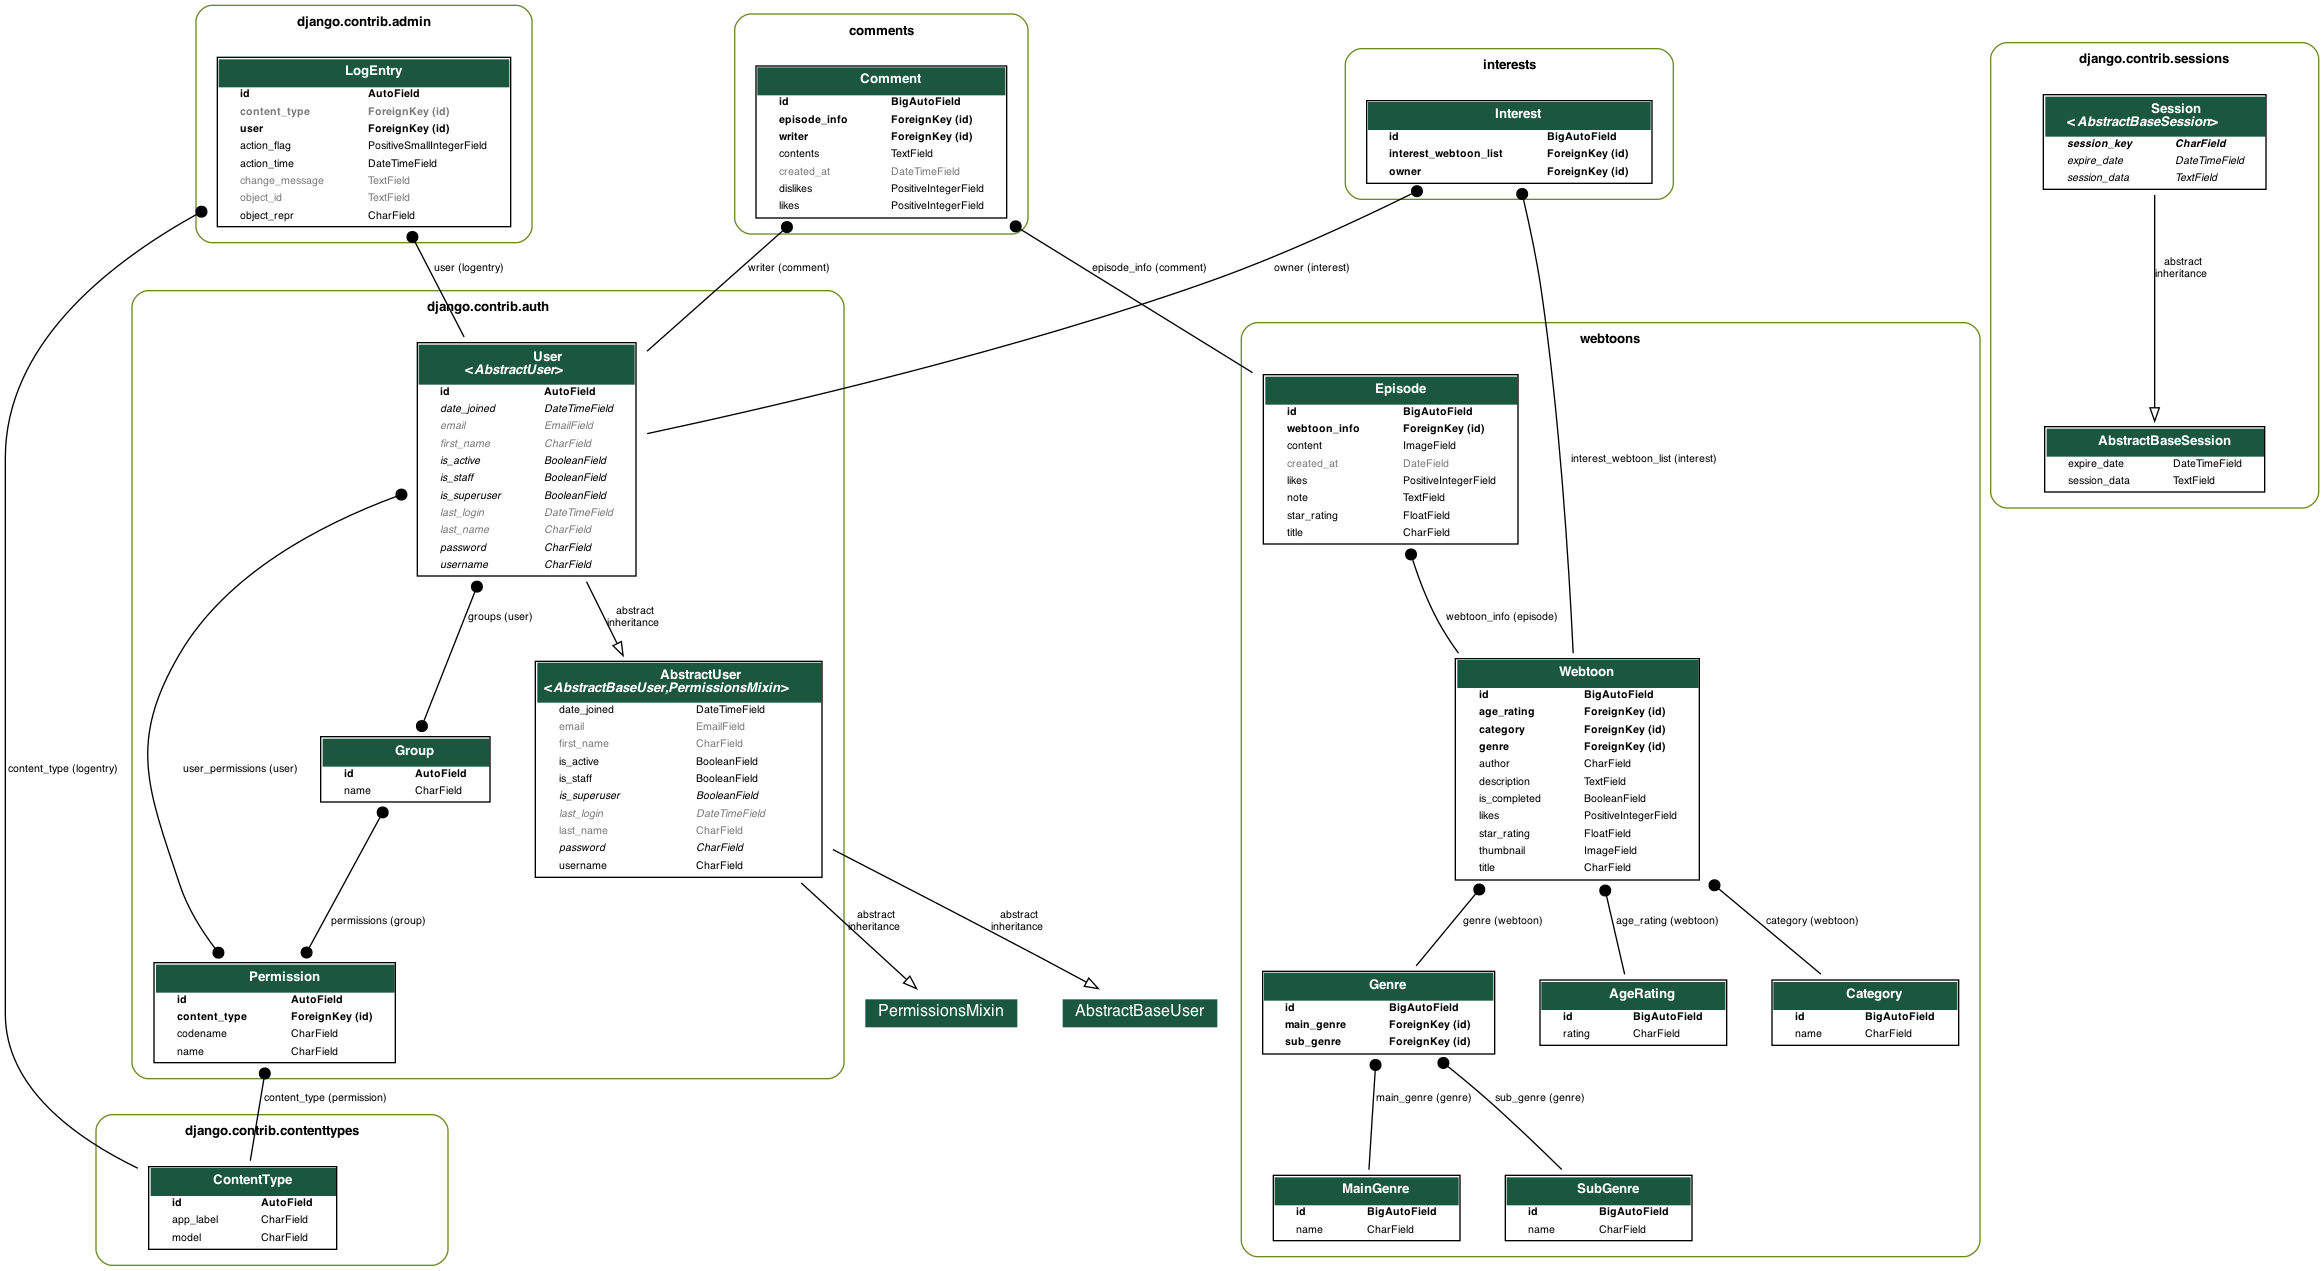 django.contrib.admin
LogEntry
id AutoField
content_type ForeignKey (id)
user ForeignKey (id)
action_flag PositiveSmallIntegerField
action_time DateTimeField
change_message TextField
object_id TextField
object_repr CharField
comments
Comment
id BigAutoField
episode_info ForeignKey (id)
writer ForeignKey (id)
contents TextField
created_at DateTimeField
dislikes PositiveIntegerField
likes PositiveIntegerField
interests
Interest
id BigAutoField
interest_webtoon_list ForeignKey (id)
owner ForeignKey (id)
django.contrib.sessions
Session
<AbstractBaseSession>
session_key CharField
expire_date DateTimeField
session_data TextField
user (logentry)
writer (comment)
episode_info (comment)
owner (interest)
abstract
inheritance
django.contrib.auth
User
<AbstractUser>
id AutoField
date_joined DateTimeField
email EmailField
first_name CharField
is_active BooleanField
is_staff BooleanField
is_superuser BooleanField
last_login DateTimeField
last_name CharField
password CharField
username CharField
webtoons
Episode
id BigAutoField
webtoon_info ForeignKey (id)
content ImageField
created_at DateField
likes PositiveIntegerField
note TextField
star_rating FloatField
title CharField
interest_webtoon_list (interest)
AbstractBaseSession
expire_date DateTimeField
session_data TextField
groups (user)
abstract
inheritance
webtoon_info (episode)
AbstractUser
<AbstractBaseUser,PermissionsMixin>
date_joined DateTimeField
email EmailField
first_name CharField
is_active BooleanField
is_staff BooleanField
is_superuser BooleanField
last_login DateTimeField
last_name CharField
password CharField
username CharField
Webtoon
id BigAutoField
age_rating ForeignKey (id)
category ForeignKey (id)
genre ForeignKey (id)
author CharField
description TextField
is_completed BooleanField
likes PositiveIntegerField
star_rating FloatField
thumbnail ImageField
title CharField
content_type (logentry)
user_permissions (user)
Group
id AutoField
name CharField
permissions (group)
abstract
inheritance
abstract
inheritance
genre (webtoon)
age_rating (webtoon)
category (webtoon)
Permission
id AutoField
content_type ForeignKey (id)
codename CharField
name CharField
PermissionsMixin
AbstractBaseUser
Genre
id BigAutoField
main_genre ForeignKey (id)
sub_genre ForeignKey (id)
AgeRating
id BigAutoField
rating CharField
Category
id BigAutoField
name CharField
content_type (permission)
main_genre (genre)
sub_genre (genre)
django.contrib.contenttypes
ContentType
id AutoField
app_label CharField
model CharField
MainGenre
id BigAutoField
name CharField
SubGenre
id BigAutoField
name CharField